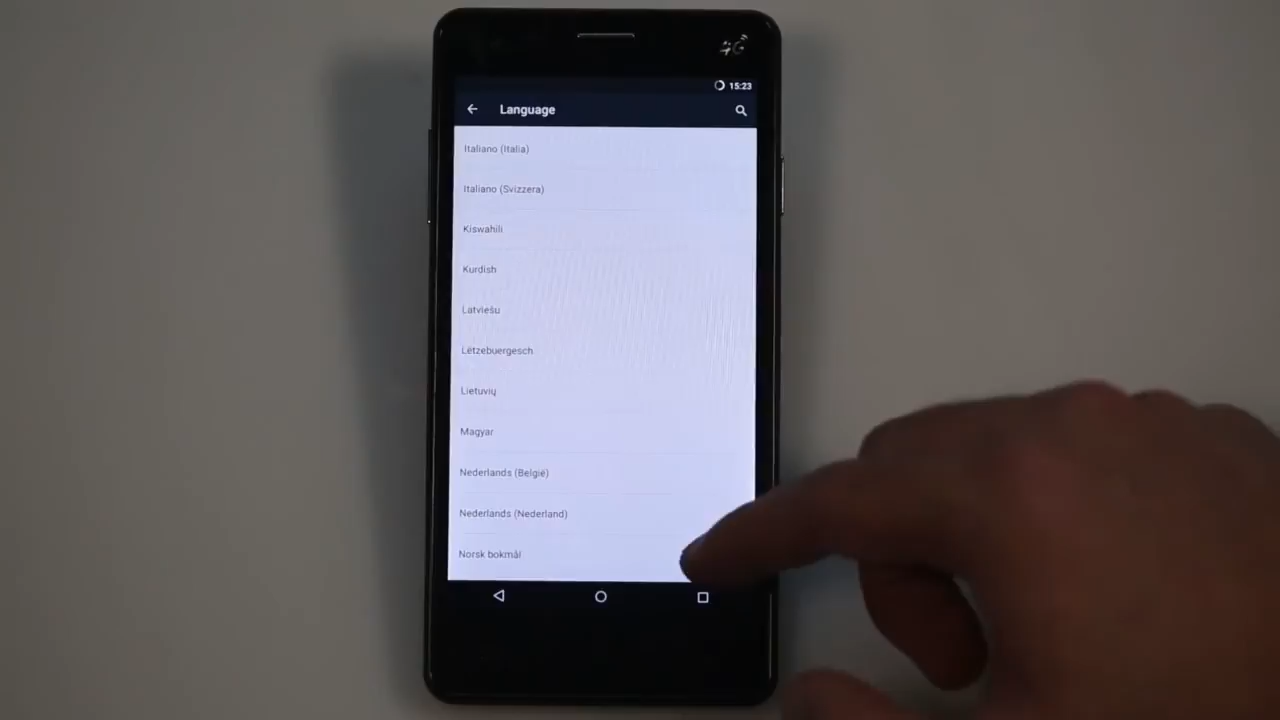 4G
15:23
Language
Italiano (Italia)
Italiano (Svizzera)
Kiswahili
Kurdish
Latviešu
Lëtzebuergesch
Lietuvių
Magyar
Nederlands (België)
Nederlands (Nederland)
Norsk bokmål